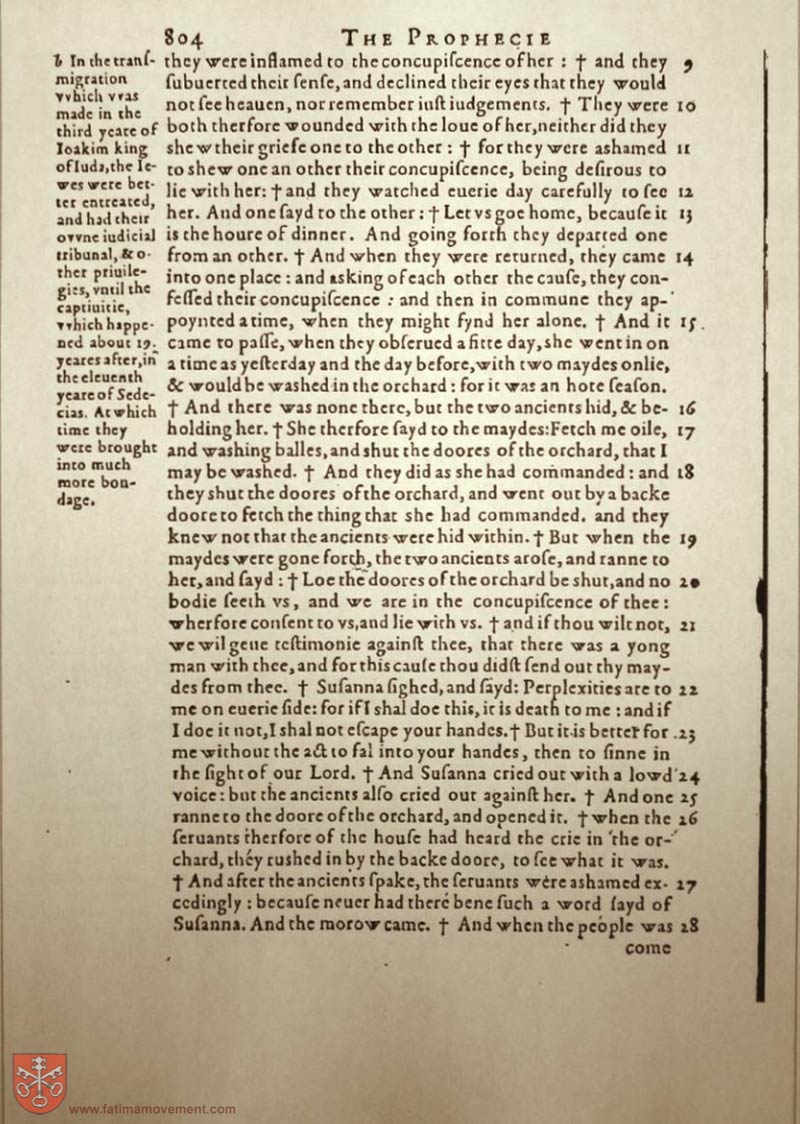 804 THE PROPHECIE
b In the tranſ-
migration
vvhich vvas
made in the
third yeare of
Ioakim king
of Iuda, the Ie-
wes were bet-
ter entreated,
and had their
ovvne iudicial
tribunal, & o-
ther priuile-
gies, vntil the
captiuitie,
vvhich happe-
ned about 19.
yeares after, in
the eleuenth
yeare of Sede-
cias. At which
time they
were brought
into much
more bon-
dage.
they were inflamed to the concupiſcence of her : † and they 9
ſubuerted their ſenſe, and declined their eyes that they would
not ſee heauen, nor remember iuſt iudgements. † They were 10
both therfore wounded with the loue of her, neither did they
shew their griefe one to the other : † for they were ashamed 11
to shew one an other their concupiſcence, being deſirous to
lie with her: † and they watched euerie day carefully to ſee 12
her. And one ſayd to the other : † Let vs goe home, becauſe it 13
is the houre of dinner. And going forth they departed one
from an other. † And when they were returned, they came 14
into one place : and asking of each other the cauſe, they con-
feſſed their concupiſcence : and then in commune they ap-
poynted a time, when they might fynd her alone. † And it 15.
came to paſſe, when they obſerued a fitte day, she went in on
a time as yeſterday and the day before, with two maydes onlie,
& would be washed in the orchard : for it was an hote ſeaſon.
† And there was none there, but the two ancients hid, & be- 16
holding her. † She therfore ſayd to the maydes: Fetch me oile, 17
and washing balles, and shut the doores of the orchard, that I
may be washed. † And they did as she had commanded : and 18
they shut the doores of the orchard, and went out by a backe
doore to fetch the thing that she had commanded. and they
knew not that the ancients were hid within. † But when the 19
maydes were gone forth, the two ancients aroſe, and ranne to
her, and ſayd : † Loe the doores of the orchard be shut, and no 20
bodie ſeeth vs, and we are in the concupiſcence of thee :
wherfore conſent to vs, and lie with vs. † and if thou wilt not, 21
we wil geue teſtimonie againſt thee, that there was a yong
man with thee, and for this cauſe thou didſt ſend out thy may-
des from thee. † Suſanna ſighed, and ſayd: Perplexities are to 22
me on euerie ſide: for if I shal doe this, it is death to me : and if
I doe it not, I shal not eſcape your handes. † But it is better for 23
me without the act to fal into your handes, then to ſinne in
the ſight of our Lord. † And Suſanna cried out with a lowd 24
voice : but the ancients alſo cried out againſt her. † And one 25
ranne to the doore of the orchard, and opened it. † when the 26
ſeruants therfore of the houſe had heard the crie in the or-
chard, they rushed in by the backe doore, to ſee what it was.
† And after the ancients ſpake, the ſeruants were ashamed ex- 27
cedingly : becauſe neuer had there bene ſuch a word ſayd of
Suſanna. And the morow came. † And when the people was 28
come
www.fatimamovement.com